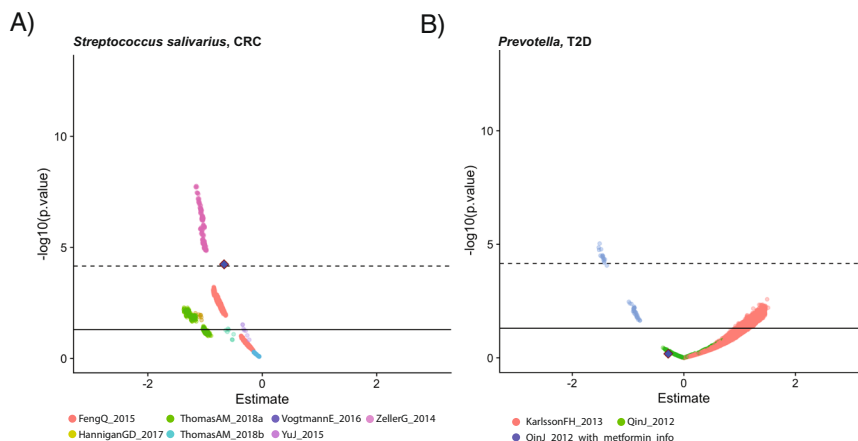 A)
Streptococcus salivarius, CRC
10
5
0
-log10(p.value)
-2
0
2
Estimate
FengQ_2015
ThomasAM_2018a
VogtmannE_2016
ZellerG_2014
HanniganGD_2017
ThomasAM_2018b
YuJ_2015
B)
Prevotella, T2D
10
5
0
-log10(p.value)
-2
0
2
Estimate
KarlssonFH_2013
QinJ_2012
QinJ_2012_with_metformin_info